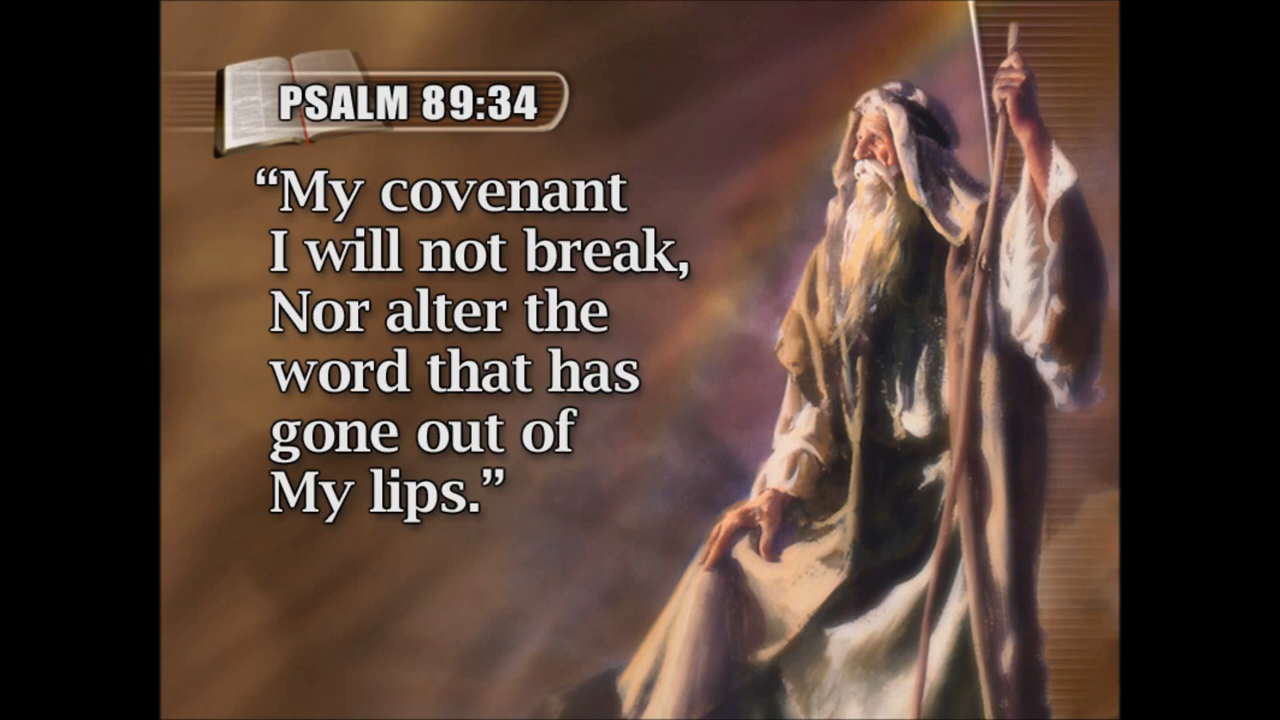 PSALM 89:34
“My covenant
I will not break,
Nor alter the
word that has
gone out of
My lips.”